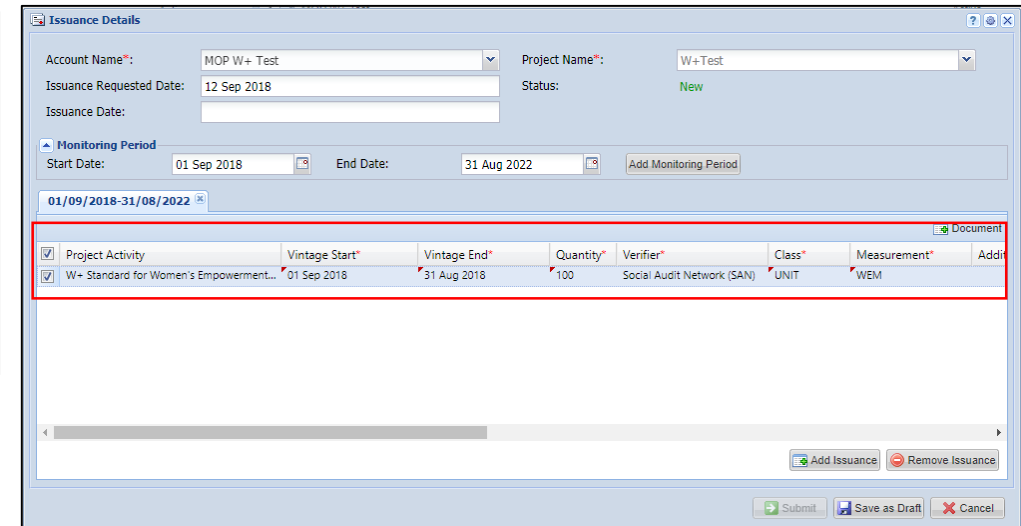 Issuance Details
Account Name*: MOP W+ Test Project Name*: W+Test
Issuance Requested Date: 12 Sep 2018 Status: New
Issuance Date:
Monitoring Period
Start Date: 01 Sep 2018 End Date: 31 Aug 2022 Add Monitoring Period
01/09/2018-31/08/2022
Document
Project Activity Vintage Start* Vintage End* Quantity* Verifier* Class* Measurement* Addit
W+ Standard for Women's Empowerment... 01 Sep 2018 31 Aug 2018 100 Social Audit Network (SAN) UNIT WEM
Add Issuance Remove Issuance
Submit Save as Draft Cancel